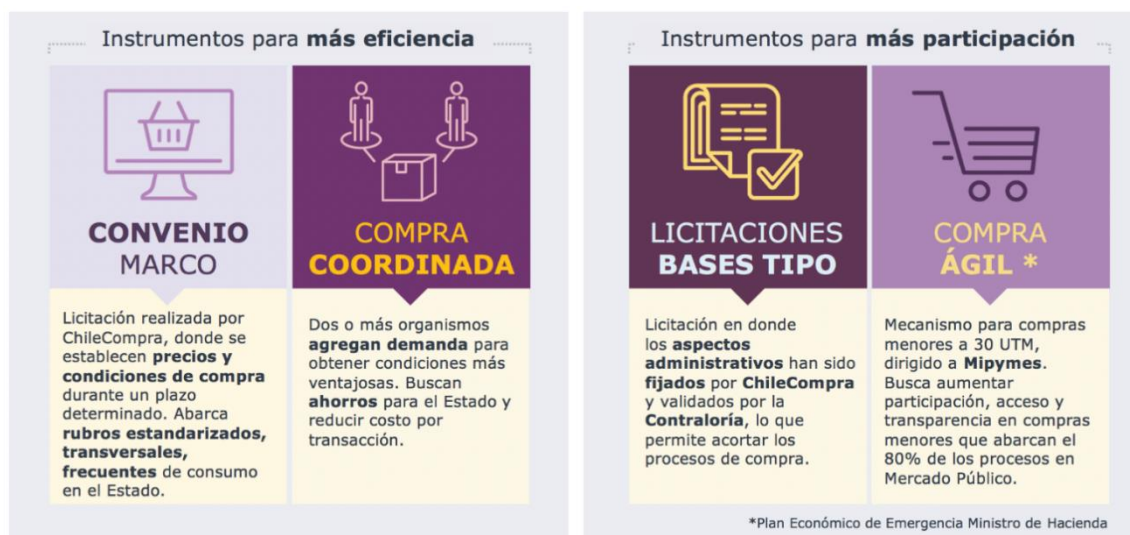 Instrumentos para más eficiencia
CONVENIO
MARCO
Licitación realizada por
ChileCompra, donde se
establecen precios y
condiciones de compra
durante un plazo
determinado. Abarca
rubros estandarizados,
transversales,
frecuentes de consumo
en el Estado.
COMPRA
COORDINADA
Dos o más organismos
agregan demanda para
obtener condiciones más
ventajosas. Buscan
ahorros para el Estado y
reducir costo por
transacción.
Instrumentos para más participación
LICITACIONES
BASES TIPO
Licitación en donde
los aspectos
administrativos han sido
fijados por ChileCompra
y validados por la
Contraloría, lo que
permite acortar los
procesos de compra.
COMPRA
ÁGIL *
Mecanismo para compras
menores a 30 UTM,
dirigido a Mipymes.
Busca aumentar
participación, acceso y
transparencia en compras
menores que abarcan el
80% de los procesos en
Mercado Público.
*Plan Económico de Emergencia Ministro de Hacienda